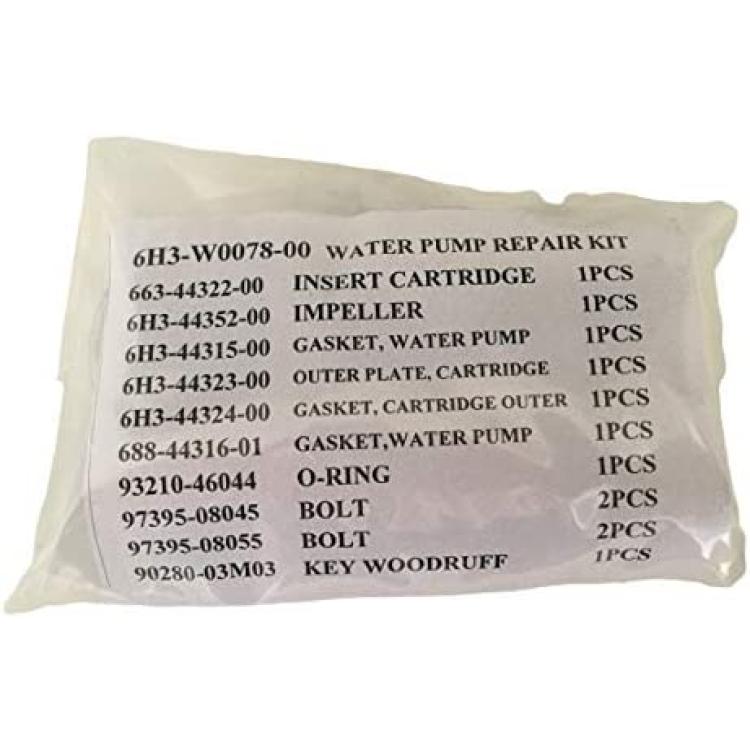 6H3-W0078-00 WATER PUMP REPAIR KIT
663-44322-00 INSERT CARTRIDGE 1PCS
6H3-44352-00 IMPELLER 1PCS
6H3-44315-00 GASKET, WATER PUMP 1PCS
6H3-44323-00 OUTER PLATE, CARTRIDGE 1PCS
6H3-44324-00 GASKET, CARTRIDGE OUTER 1PCS
688-44316-01 GASKET,WATER PUMP 1PCS
93210-46044 O-RING 1PCS
97395-08045 BOLT 2PCS
97395-08055 BOLT 2PCS
90280-03M03 KEY WOODRUFF 1PCS